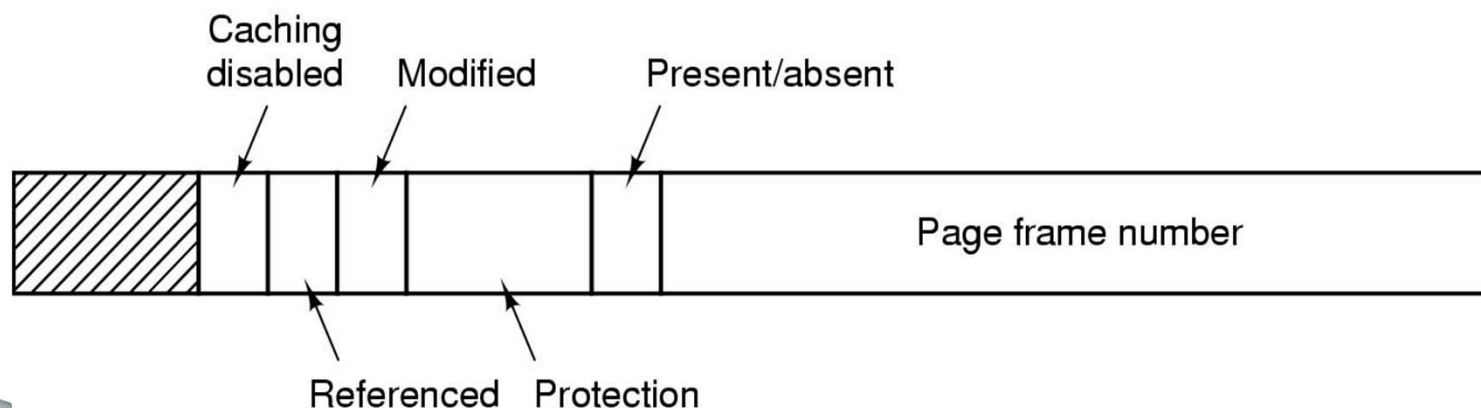 Caching
disabled
Modified
Present/absent
Page frame number
Referenced
Protection